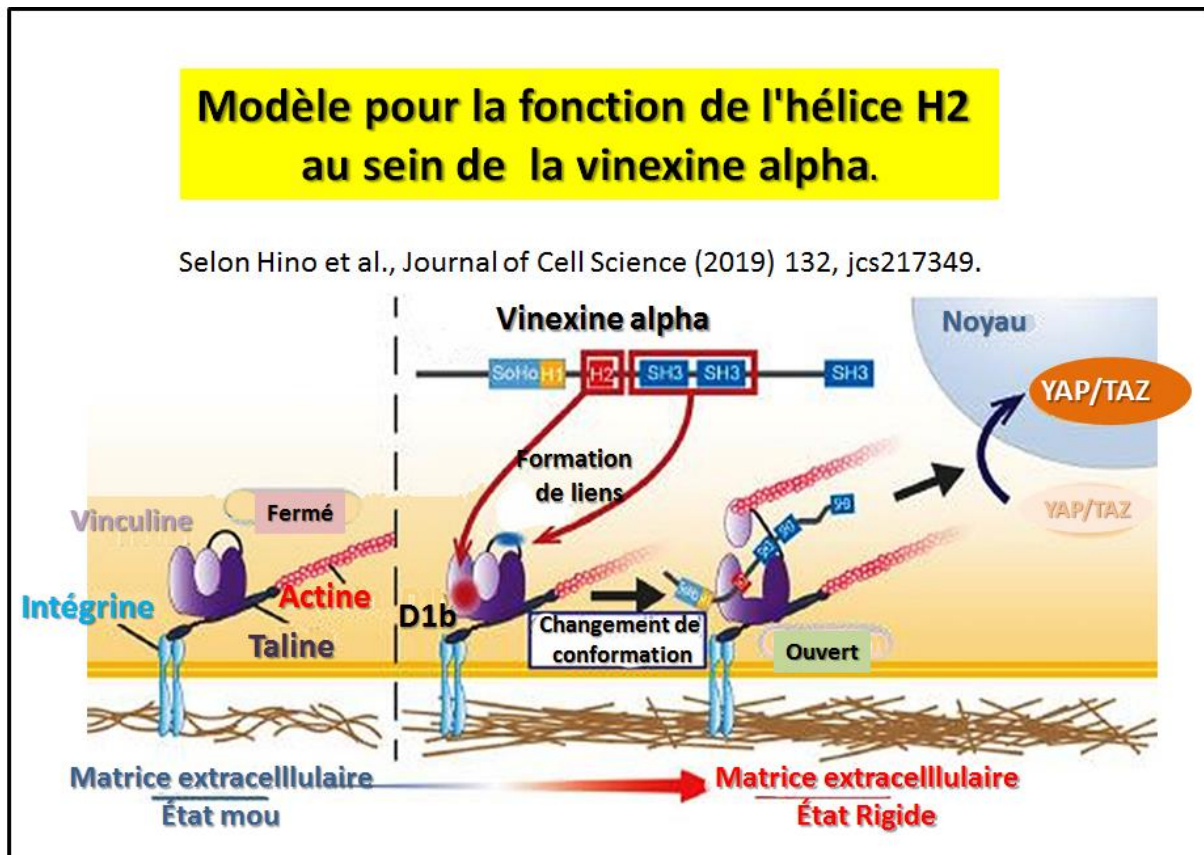 Modèle pour la fonction de l'hélice H2
au sein de la vinexine alpha.
Selon Hino et al., Journal of Cell Science (2019) 132, jcs217349.
Vinexine alpha
SoHo H1 H2 SH3 SH3 SH3
Noyau
YAP/TAZ
Formation
de liens
Fermé
Vinculine
YAP/TAZ
Intégrine
Actine
Taline
D1b
Changement de
conformation
Ouvert
Matrice extracelllulaire
État mou
Matrice extracelllulaire
État Rigide